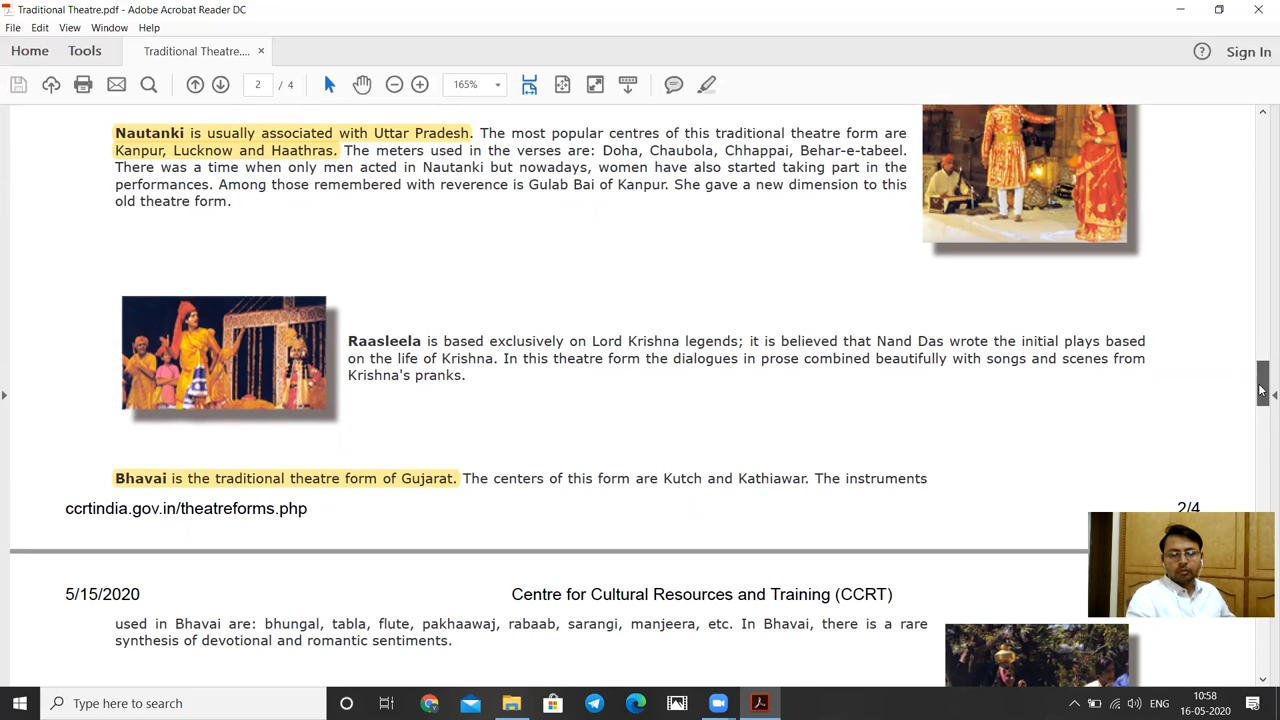 Traditional Theatre.pdf - Adobe Acrobat Reader DC
File Edit View Window Help
Home Tools Traditional Theatre.... × Sign In
2 / 4 165%
Nautanki is usually associated with Uttar Pradesh. The most popular centres of this traditional theatre form are
Kanpur, Lucknow and Haathras. The meters used in the verses are: Doha, Chaubola, Chhappai, Behar-e-tabeel.
There was a time when only men acted in Nautanki but nowadays, women have also started taking part in the
performances. Among those remembered with reverence is Gulab Bai of Kanpur. She gave a new dimension to this
old theatre form.
Raasleela is based exclusively on Lord Krishna legends; it is believed that Nand Das wrote the initial plays based
on the life of Krishna. In this theatre form the dialogues in prose combined beautifully with songs and scenes from
Krishna's pranks.
Bhavai is the traditional theatre form of Gujarat. The centers of this form are Kutch and Kathiawar. The instruments
ccrtindia.gov.in/theatreforms.php 2/4
5/15/2020 Centre for Cultural Resources and Training (CCRT)
used in Bhavai are: bhungal, tabla, flute, pakhaawaj, rabaab, sarangi, manjeera, etc. In Bhavai, there is a rare
synthesis of devotional and romantic sentiments.
Type here to search ENG 10:58
16-05-2020